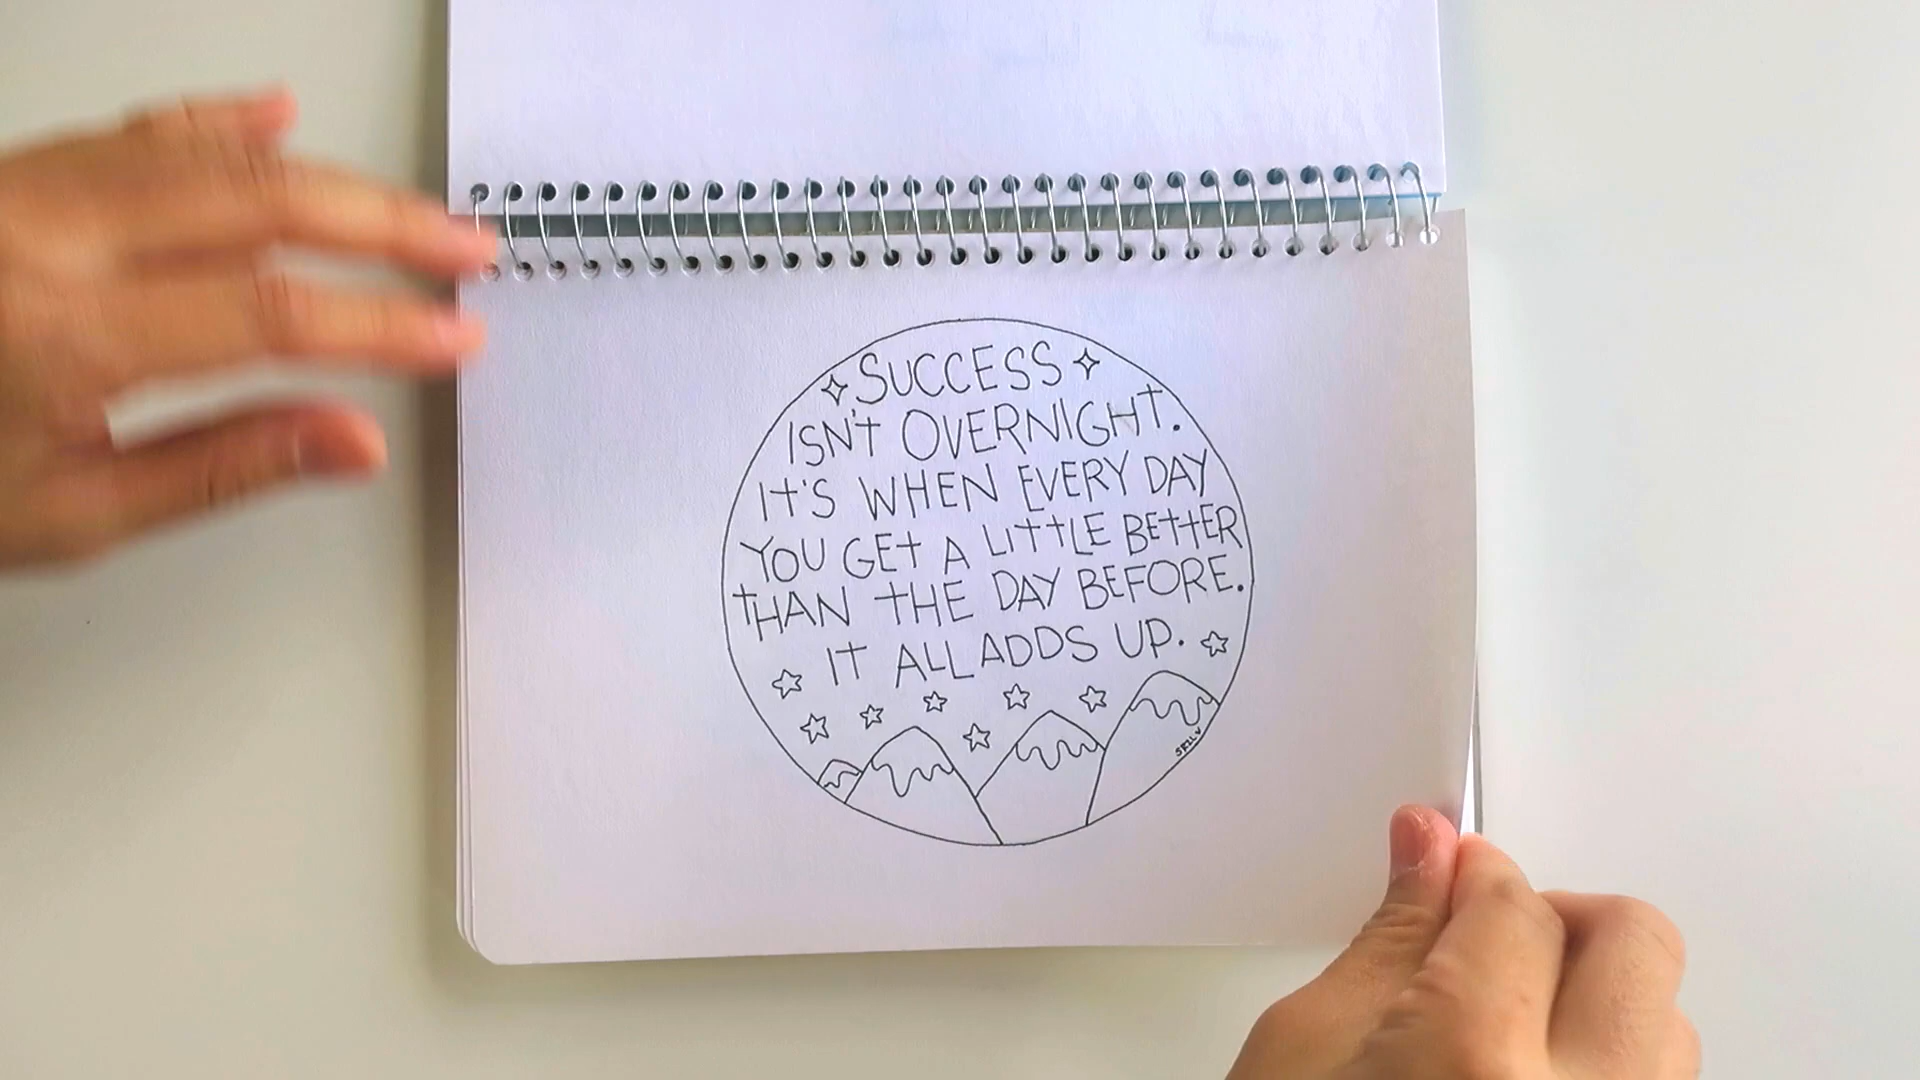 SUCCESS
ISN't OVERNIGHT.
It'S WHEN EVERY DAY
YOU GEt A LIttLE BEttER
tHAN tHE DAY BEFORE.
IT ALL ADDS UP.